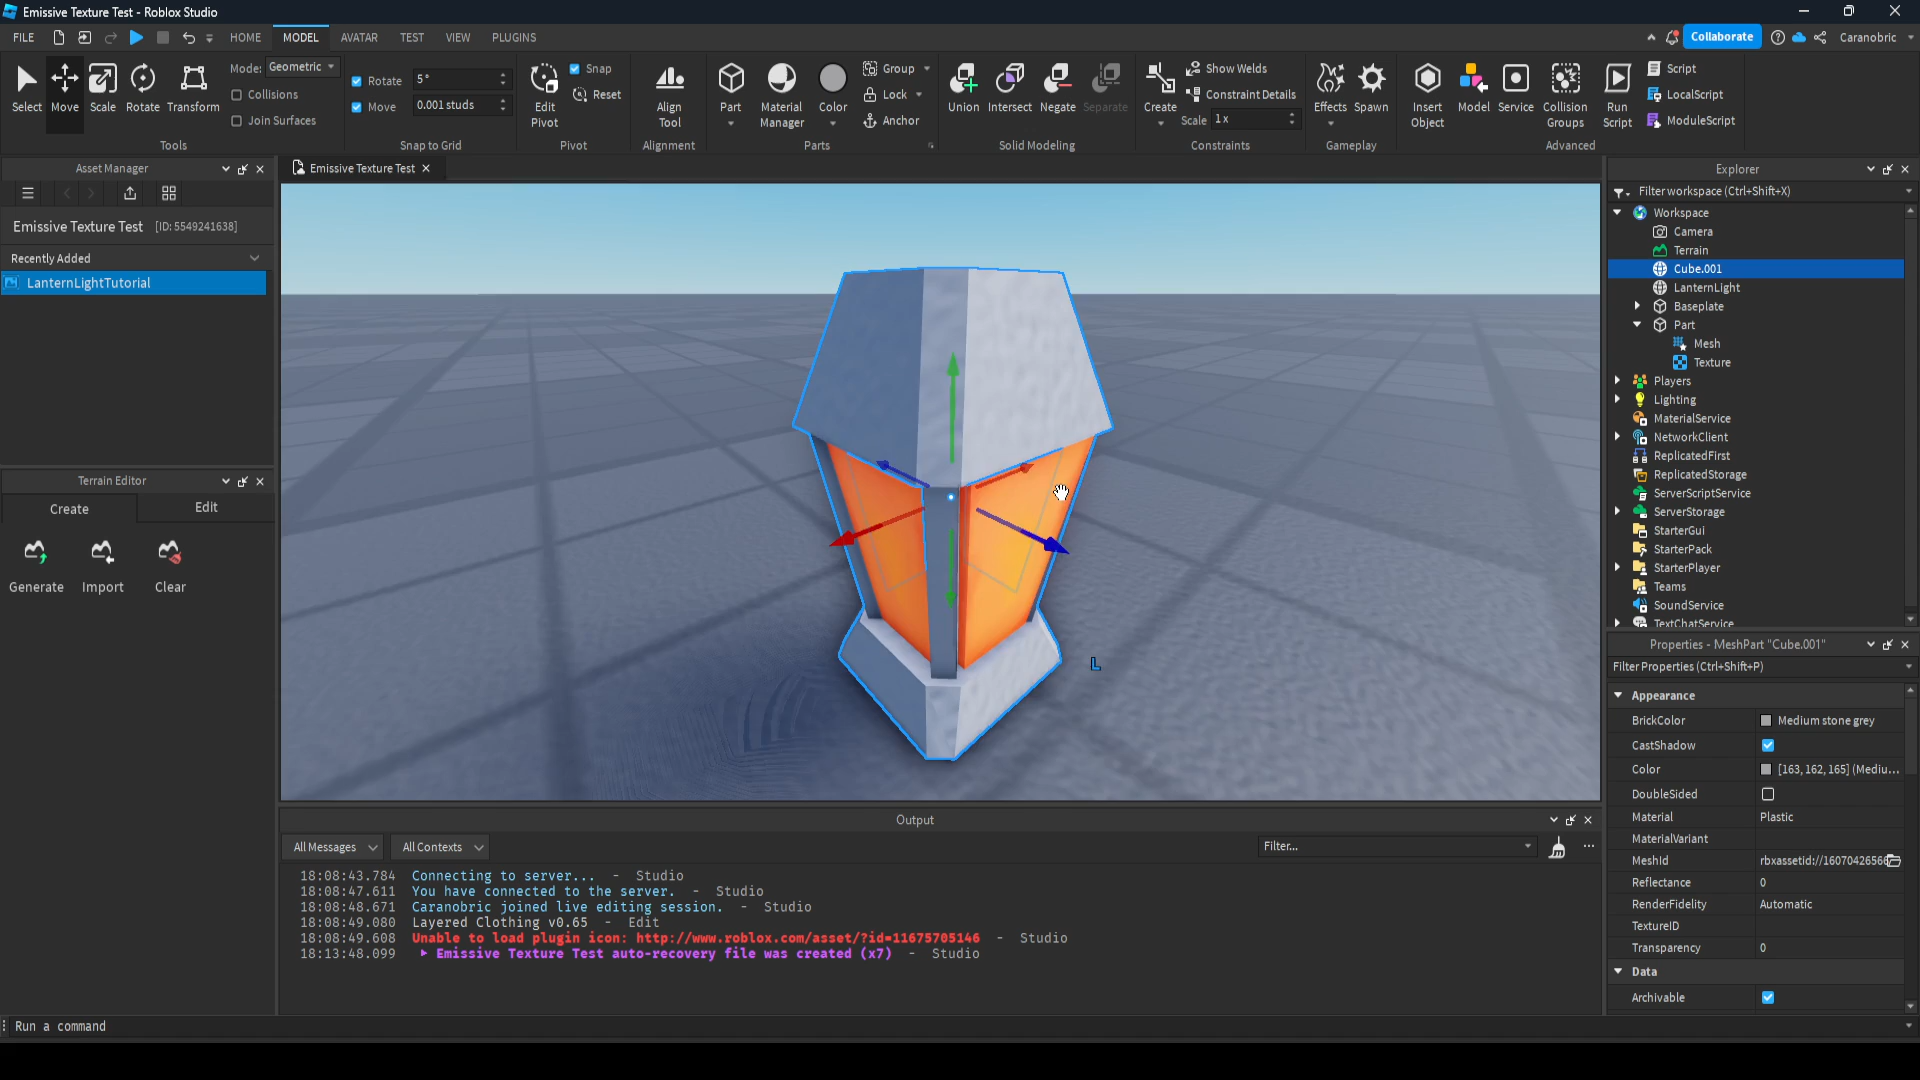 Emissive Texture Test - Roblox Studio
FILE HOME MODEL AVATAR TEST VIEW PLUGINS Collaborate Caranobric
Select Move Scale Rotate Transform
Mode: Geometric
Collisions
Join Surfaces
Tools
Rotate 5°
Move 0.001 studs
Snap to Grid
Edit Pivot
Snap
Reset
Pivot
Align Tool
Alignment
Part
Material Manager
Color
Group
Lock
Anchor
Parts
Union Intersect Negate Separate
Solid Modeling
Create
Show Welds
Constraint Details
Scale 1x
Constraints
Effects Spawn
Gameplay
Insert Object
Model
Service
Collision Groups
Run Script
Script
LocalScript
ModuleScript
Advanced
Asset Manager
Emissive Texture Test [ID: 5549241638]
Recently Added
LanternLightTutorial
Terrain Editor
Create Edit
Generate Import Clear
Emissive Texture Test
L
Output
All Messages All Contexts Filter...
18:08:43.784 Connecting to server... - Studio
18:08:47.611 You have connected to the server. - Studio
18:08:48.671 Caranobric joined live editing session. - Studio
18:08:49.080 Layered Clothing v0.65 - Edit
18:08:49.608 Unable to load plugin icon: http://www.roblox.com/asset/?id=11675705146 - Studio
18:13:48.099 Emissive Texture Test auto-recovery file was created (x7) - Studio
Run a command
Explorer
Filter workspace (Ctrl+Shift+X)
Workspace
Camera
Terrain
Cube.001
LanternLight
Baseplate
Part
Mesh
Texture
Players
Lighting
MaterialService
NetworkClient
ReplicatedFirst
ReplicatedStorage
ServerScriptService
ServerStorage
StarterGui
StarterPack
StarterPlayer
Teams
SoundService
TextChatService
Properties - MeshPart "Cube.001"
Filter Properties (Ctrl+Shift+P)
Appearance
BrickColor Medium stone grey
CastShadow
Color [163, 162, 165] (Mediu...
DoubleSided
Material Plastic
MaterialVariant
MeshId rbxassetid://1607042656
Reflectance 0
RenderFidelity Automatic
TextureID
Transparency 0
Data
Archivable